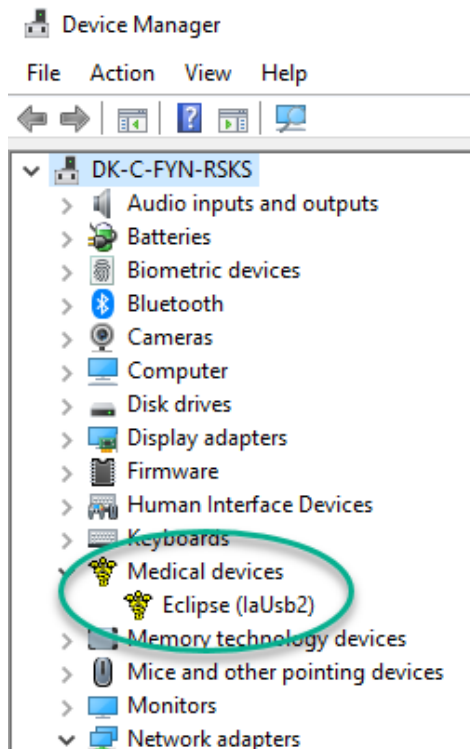 Device Manager
File Action View Help
DK-C-FYN-RSKS
Audio inputs and outputs
Batteries
Biometric devices
Bluetooth
Cameras
Computer
Disk drives
Display adapters
Firmware
Human Interface Devices
Keyboards
Medical devices
Eclipse (IaUsb2)
Memory technology devices
Mice and other pointing devices
Monitors
Network adapters